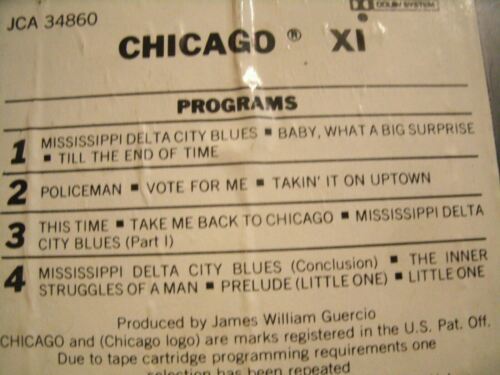 JCA 34860
DOLBY SYSTEM
CHICAGO ® XI
PROGRAMS
1 MISSISSIPPI DELTA CITY BLUES ■ BABY, WHAT A BIG SURPRISE
■ TILL THE END OF TIME
2 POLICEMAN ■ VOTE FOR ME ■ TAKIN' IT ON UPTOWN
3 THIS TIME ■ TAKE ME BACK TO CHICAGO ■ MISSISSIPPI DELTA
CITY BLUES (Part I)
4 MISSISSIPPI DELTA CITY BLUES (Conclusion) ■ THE INNER
STRUGGLES OF A MAN ■ PRELUDE (LITTLE ONE) ■ LITTLE ONE
Produced by James William Guercio
CHICAGO and (Chicago logo) are marks registered in the U.S. Pat. Off.
Due to tape cartridge programming requirements one
selection has been repeated